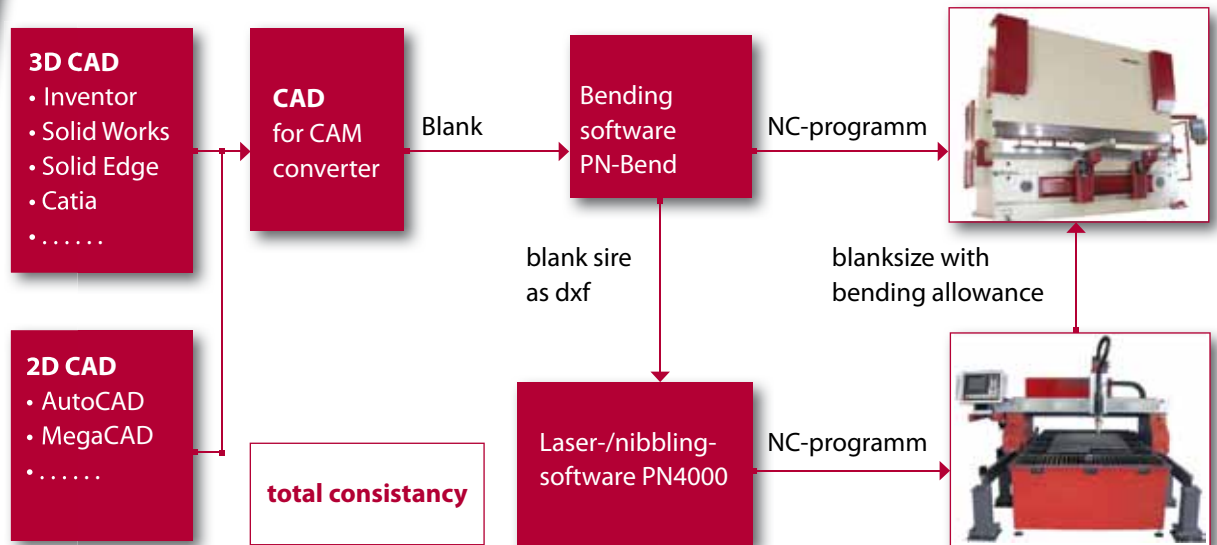 3D CAD
• Inventor
• Solid Works
• Solid Edge
• Catia
• . . . . . .
2D CAD
• AutoCAD
• MegaCAD
• . . . . . .
CAD
for CAM
converter
Blank
Bending
software
PN-Bend
NC-programm
blank sire
as dxf
blanksize with
bending allowance
total consistancy
Laser-/nibbling-
software PN4000
NC-programm